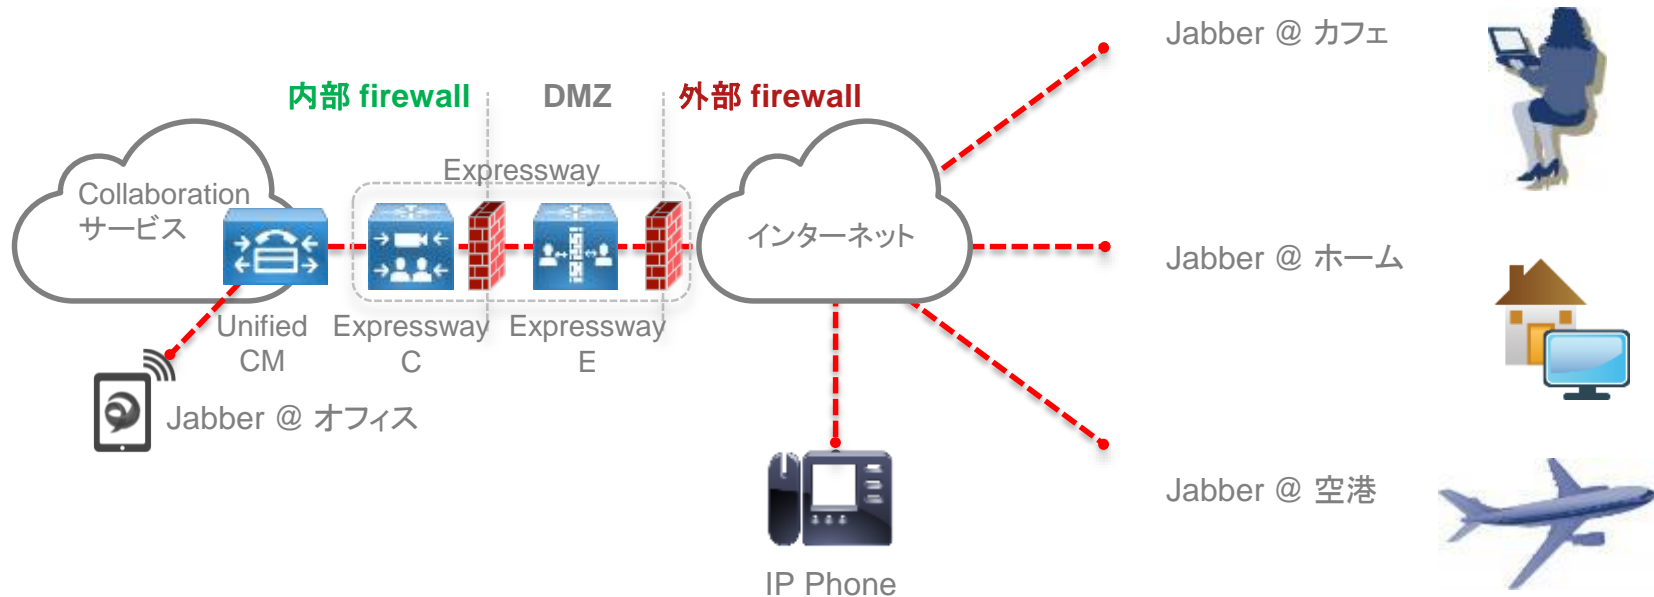 Jabber @ カフェ
内部 firewall
DMZ
外部 firewall
Expressway
Collaboration
サービス
インターネット
Jabber @ ホーム
Unified
CM
Expressway
C
Expressway
E
Jabber @ オフィス
Jabber @ 空港
IP Phone